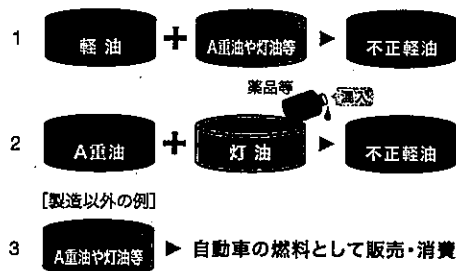 1 軽油 + A重油や灯油等 ▶ 不正軽油
薬品等 混入
2 A重油 + 灯油 ▶ 不正軽油
[製造以外の例]
3 A重油や灯油等 ▶ 自動車の燃料として販売・消費